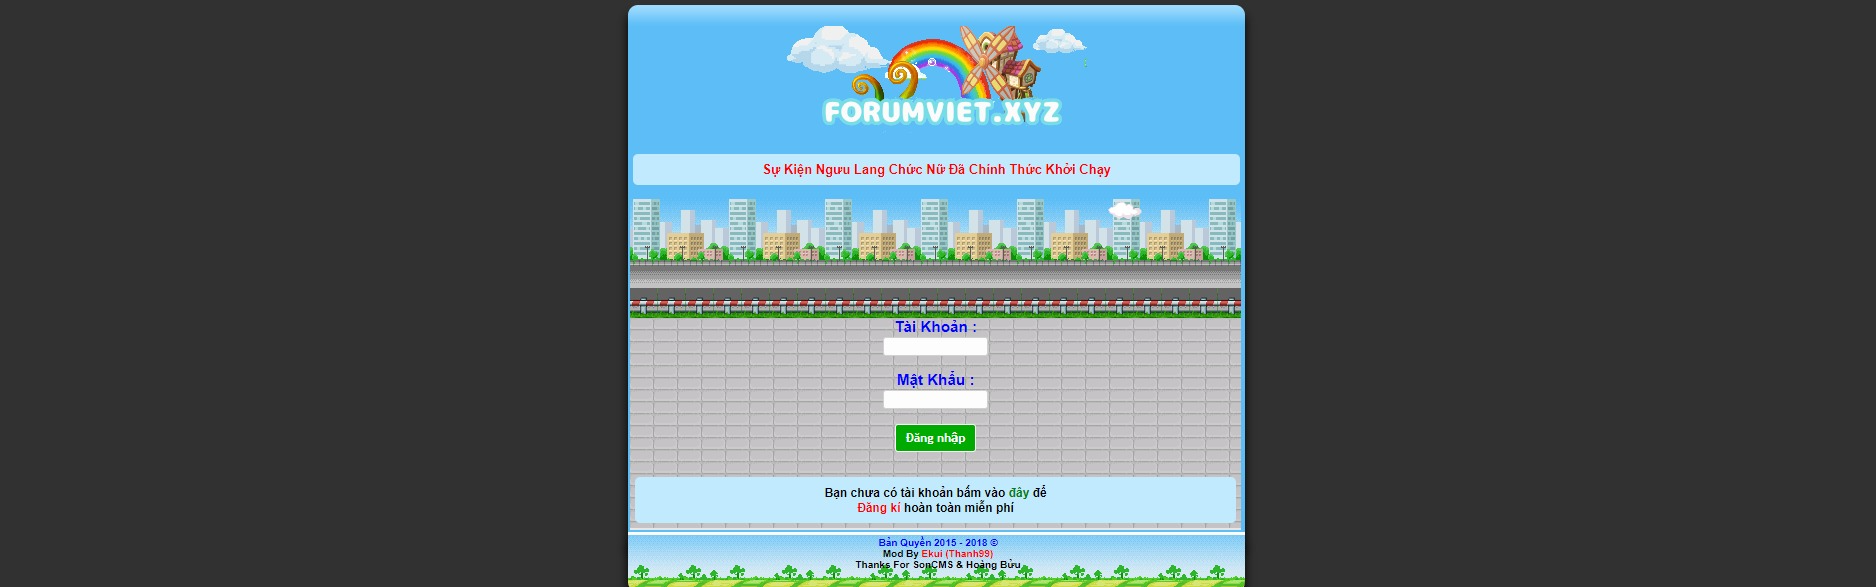 FORUMVIET.XYZ
Sự Kiện Ngưu Lang Chức Nữ Đã Chính Thức Khởi Chạy
Tài Khoản :
Mật Khẩu :
Đăng nhập
Bạn chưa có tài khoản bấm vào đây để
Đăng kí hoàn toàn miễn phí
Bản Quyền 2015 - 2018 ©
Mod By Ekui (Thanh99)
Thanks For SonCMS & Hoàng Bửu